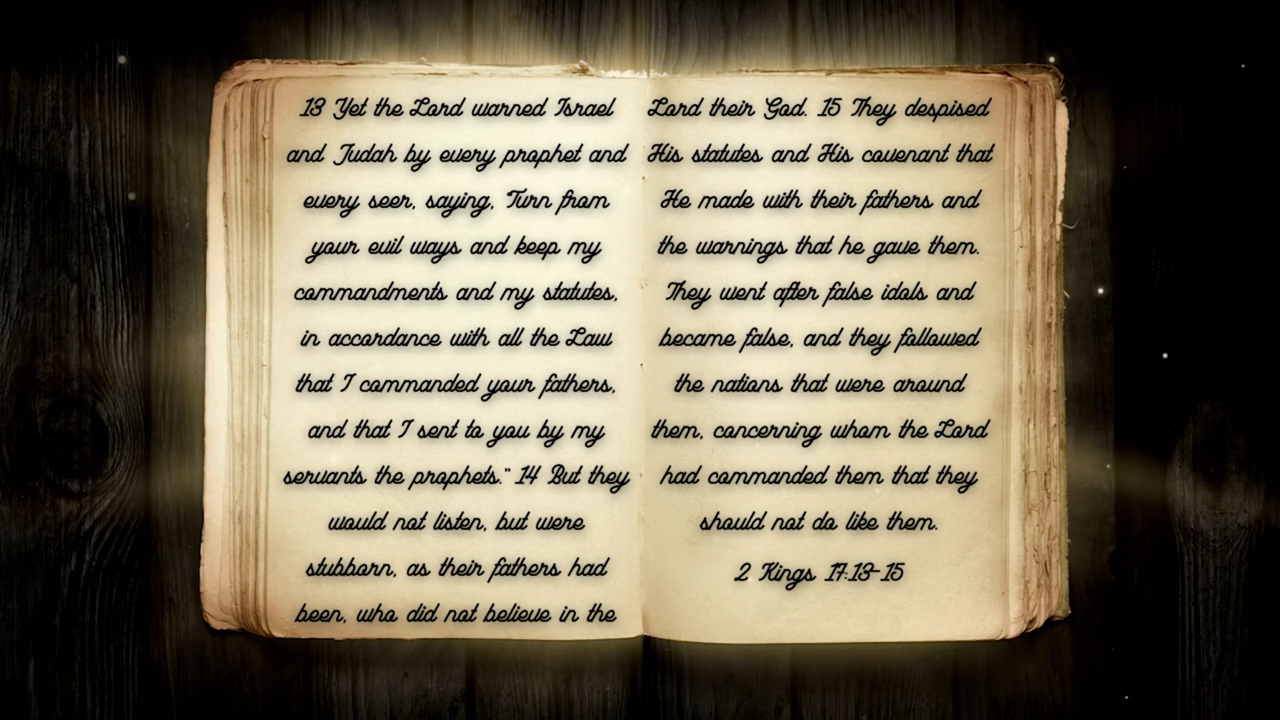 13 Yet the Lord warned Israel
and Judah by every prophet and
every seer, saying, Turn from
your evil ways and keep my
commandments and my statutes,
in accordance with all the Law
that I commanded your fathers,
and that I sent to you by my
servants the prophets." 14 But they
would not listen, but were
stubborn, as their fathers had
been, who did not believe in the
Lord their God. 15 They despised
His statutes and His covenant that
He made with their fathers and
the warnings that he gave them.
They went after false idols and
became false, and they followed
the nations that were around
them, concerning whom the Lord
had commanded them that they
should not do like them.
2 Kings 17:13-15